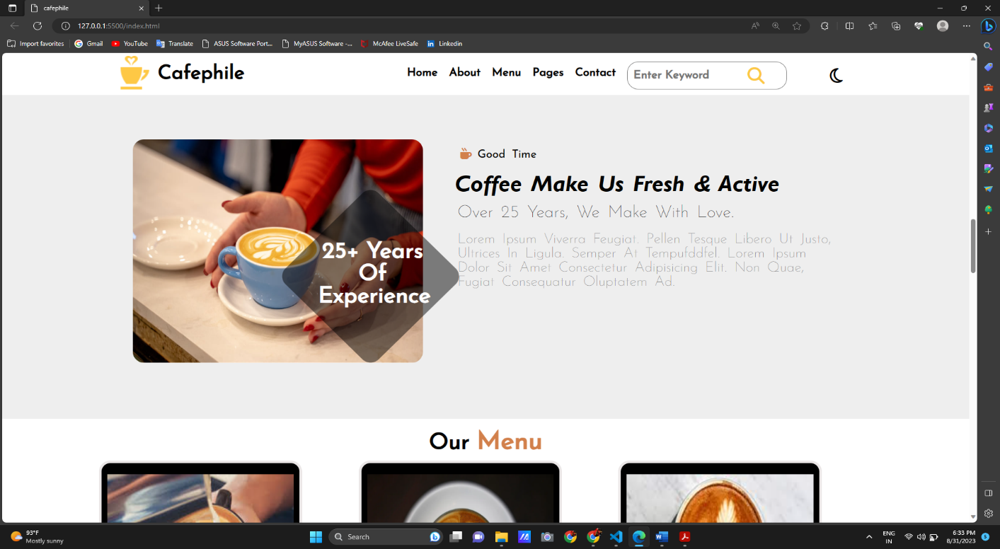 cafephile
127.0.0.1:5500/index.html
Import favorites Gmail YouTube Translate ASUS Software Port... MyASUS Software -... McAfee LiveSafe Linkedin
Cafephile Home About Menu Pages Contact Enter Keyword
Good Time
Coffee Make Us Fresh & Active
Over 25 Years, We Make With Love.
Lorem Ipsum Viverra Feugiat. Pellen Tesque Libero Ut Justo,
Ultrices In Ligula. Semper At Tempufddfel. Lorem Ipsum
Dolor Sit Amet Consectetur Adipisicing Elit. Non Quae,
Fugiat Consequatur Oluptatem Ad.
25+ Years
Of
Experience
Our Menu
93°F
Mostly sunny
Search
ENG
IN
6:33 PM
8/31/2023
5